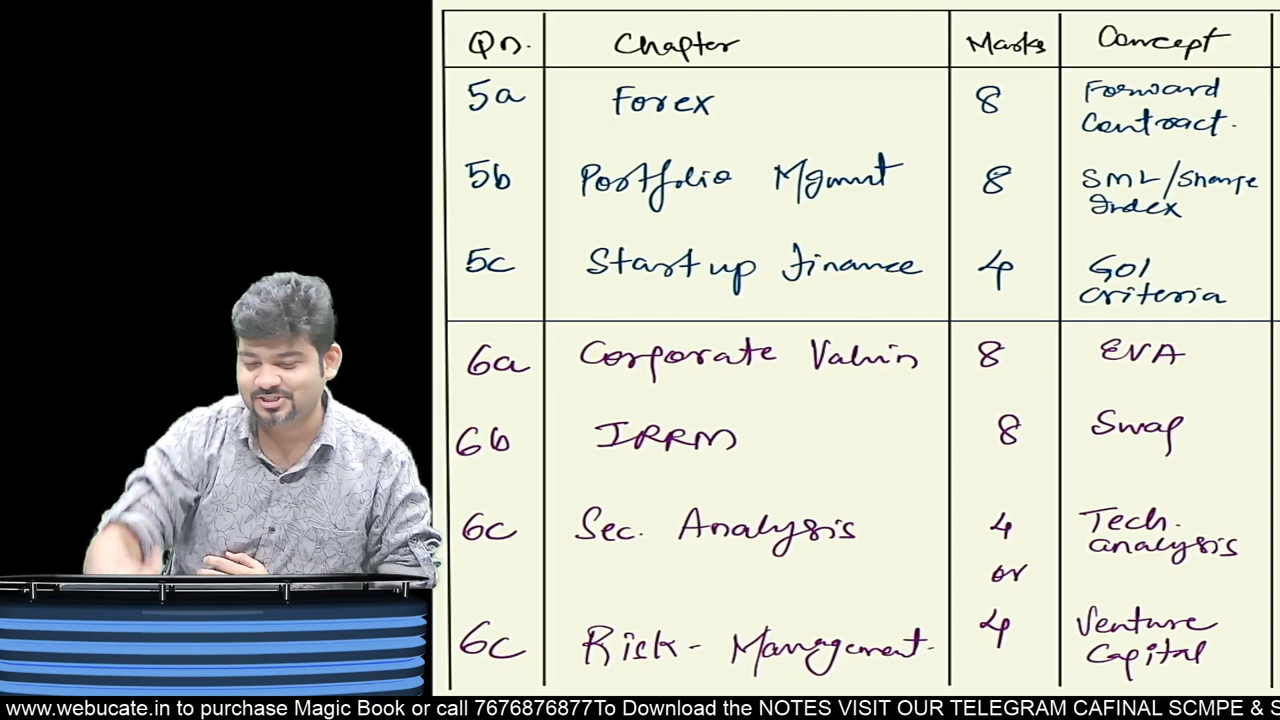 Qn. Chapter Marks Concept
5a Forex 8 Forward
Contract.
5b Portfolio Mgmnt 8 SML/Sharpe
Index
5c Startup finance 4 GOI
Criteria
6a Corporate Valuin 8 EVA
6b IRRM 8 Swap
6c Sec. Analysis 4 Tech.
analysis
or
6c Risk-Management. 4 Venture
Capital
www.webucate.in to purchase Magic Book or call 7676876877To Download the NOTES VISIT OUR TELEGRAM CAFINAL SCMPE & S